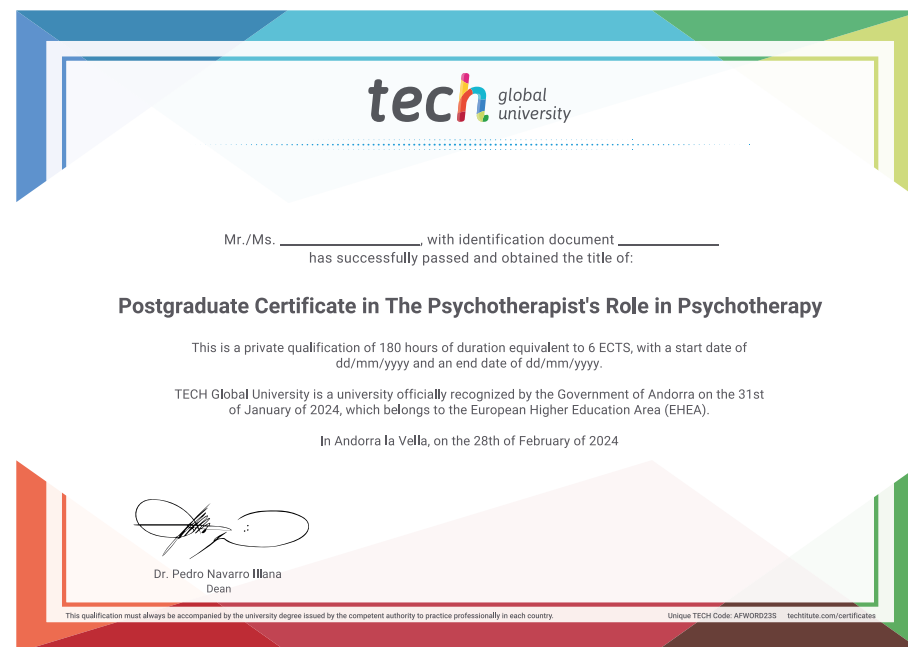 tech global
university
Mr./Ms. ____________________, with identification document ______________
has successfully passed and obtained the title of:
Postgraduate Certificate in The Psychotherapist's Role in Psychotherapy
This is a private qualification of 180 hours of duration equivalent to 6 ECTS, with a start date of
dd/mm/yyyy and an end date of dd/mm/yyyy.
TECH Global University is a university officially recognized by the Government of Andorra on the 31st
of January of 2024, which belongs to the European Higher Education Area (EHEA).
In Andorra la Vella, on the 28th of February of 2024
Dr. Pedro Navarro Illana
Dean
This qualification must always be accompanied by the university degree issued by the competent authority to practice professionally in each country.
Unique TECH Code: AFWORD23S techtitute.com/certificates